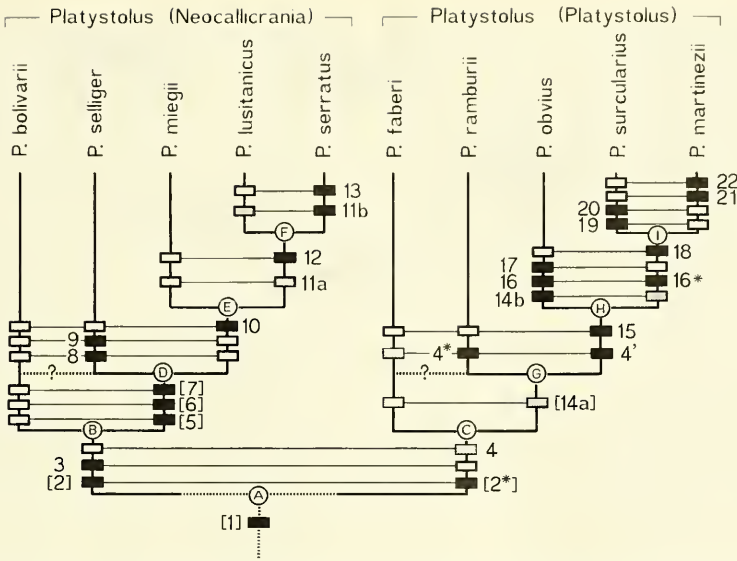 Platystolus (Neocallicrania)
Platystolus (Platystolus)
P. bolivarii
P. selliger
P. miegii
P. lusitanicus
P. serratus
P. faberi
P. ramburii
P. obvius
P. surcularius
P. martinezii
13
22
11b
21
20
F
19
I
12
18
17
11a
16
16*
E
14b
H
10
15
9
8
4*
4'
?
D
?
G
[7]
[6]
[14a]
[5]
B
C
4
3
[2]
[2*]
A
[1]